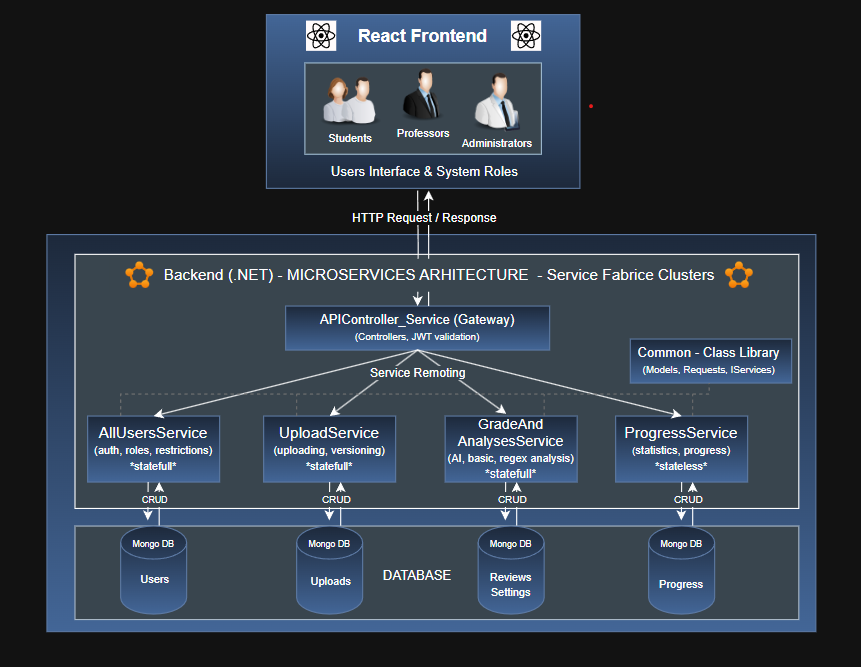 React Frontend
Students
Professors
Administrators
Users Interface & System Roles
HTTP Request / Response
Backend (.NET) - MICROSERVICES ARHITECTURE - Service Fabrice Clusters
APIController_Service (Gateway)
(Controllers, JWT validation)
Common - Class Library
(Models, Requests, IServices)
Service Remoting
AllUsersService
(auth, roles, restrictions)
*statefull*
UploadService
(uploading, versioning)
*statefull*
GradeAnd
AnalysesService
(AI, basic, regex analysis)
*statefull*
ProgressService
(statistics, progress)
*stateless*
CRUD
CRUD
CRUD
CRUD
Mongo DB
Users
Mongo DB
Uploads
DATABASE
Mongo DB
Reviews
Settings
Mongo DB
Progress